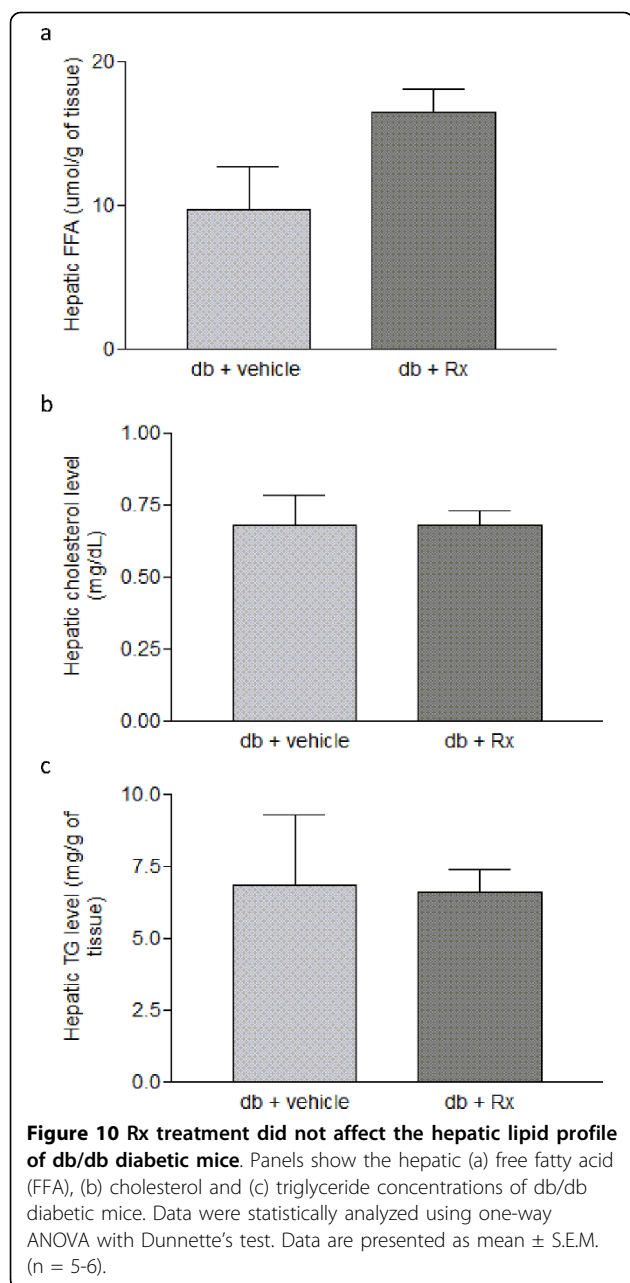 a
Hepatic FFA (umol/g of tissue)
20
10
0
db + vehicle
db + Rx
b
Hepatic cholesterol level
(mg/dL)
1.00
0.75
0.50
0.25
0.00
db + vehicle
db + Rx
c
Hepatic TG level (mg/g of
tissue)
10.0
7.5
5.0
2.5
0.0
db + vehicle
db + Rx
Figure 10 Rx treatment did not affect the hepatic lipid profile
of db/db diabetic mice. Panels show the hepatic (a) free fatty acid
(FFA), (b) cholesterol and (c) triglyceride concentrations of db/db
diabetic mice. Data were statistically analyzed using one-way
ANOVA with Dunnette's test. Data are presented as mean ± S.E.M.
(n = 5-6).